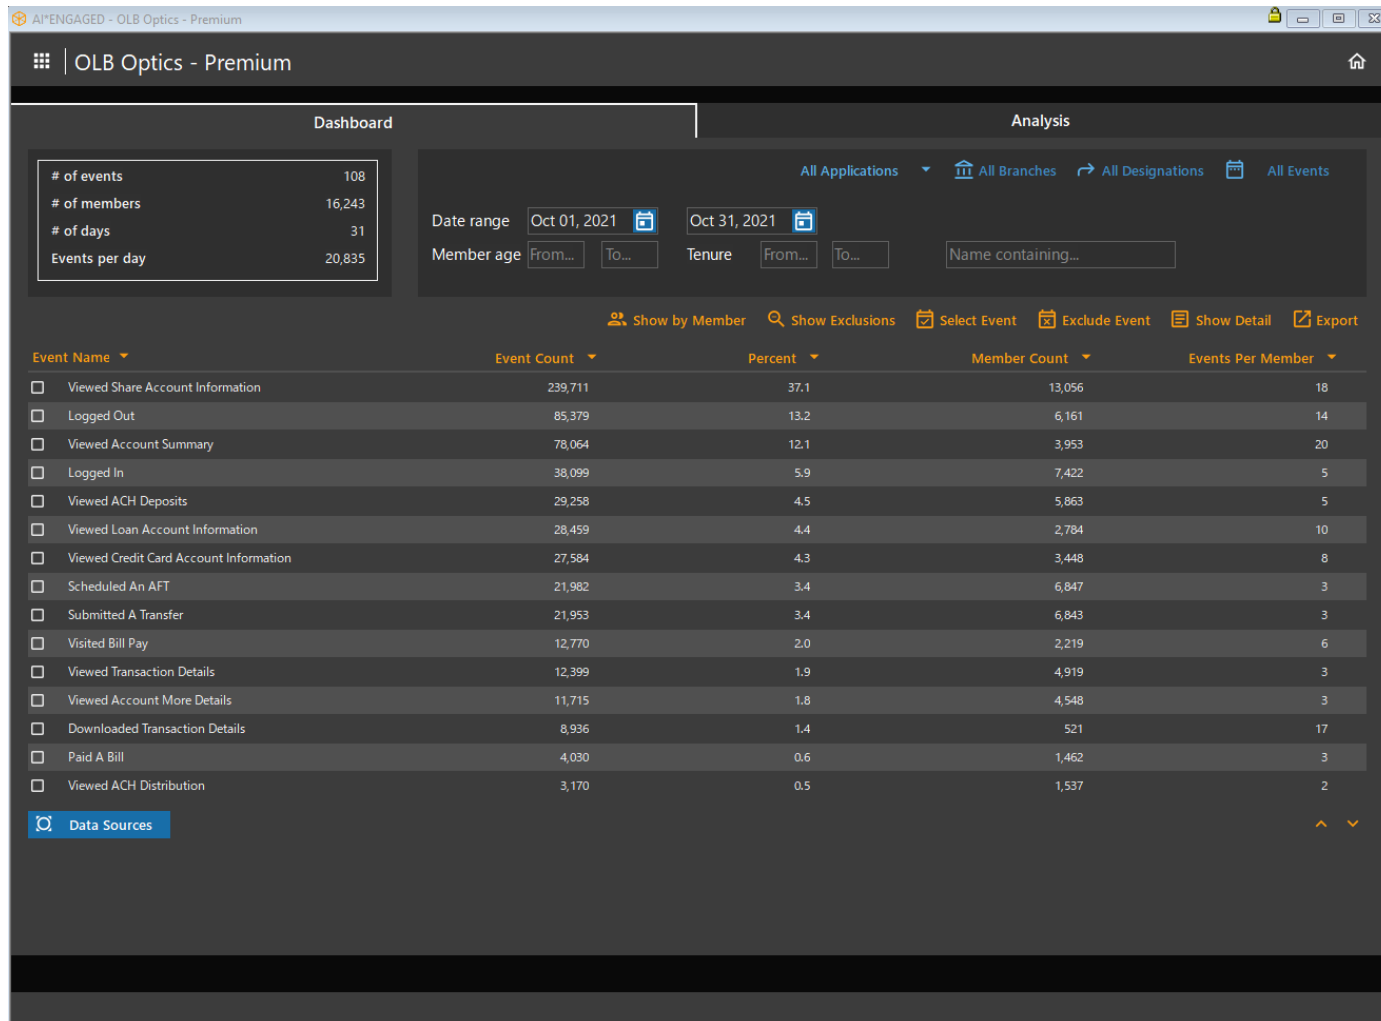 AI*ENGAGED - OLB Optics - Premium
OLB Optics - Premium
Dashboard Analysis
# of events 108
# of members 16,243
# of days 31
Events per day 20,835
All Applications All Branches All Designations All Events
Date range Oct 01, 2021 Oct 31, 2021
Member age From... To... Tenure From... To... Name containing...
Show by Member Show Exclusions Select Event Exclude Event Show Detail Export
Event Name Event Count Percent Member Count Events Per Member
Viewed Share Account Information 239,711 37.1 13,056 18
Logged Out 85,379 13.2 6,161 14
Viewed Account Summary 78,064 12.1 3,953 20
Logged In 38,099 5.9 7,422 5
Viewed ACH Deposits 29,258 4.5 5,863 5
Viewed Loan Account Information 28,459 4.4 2,784 10
Viewed Credit Card Account Information 27,584 4.3 3,448 8
Scheduled An AFT 21,982 3.4 6,847 3
Submitted A Transfer 21,953 3.4 6,843 3
Visited Bill Pay 12,770 2.0 2,219 6
Viewed Transaction Details 12,399 1.9 4,919 3
Viewed Account More Details 11,715 1.8 4,548 3
Downloaded Transaction Details 8,936 1.4 521 17
Paid A Bill 4,030 0.6 1,462 3
Viewed ACH Distribution 3,170 0.5 1,537 2
Data Sources